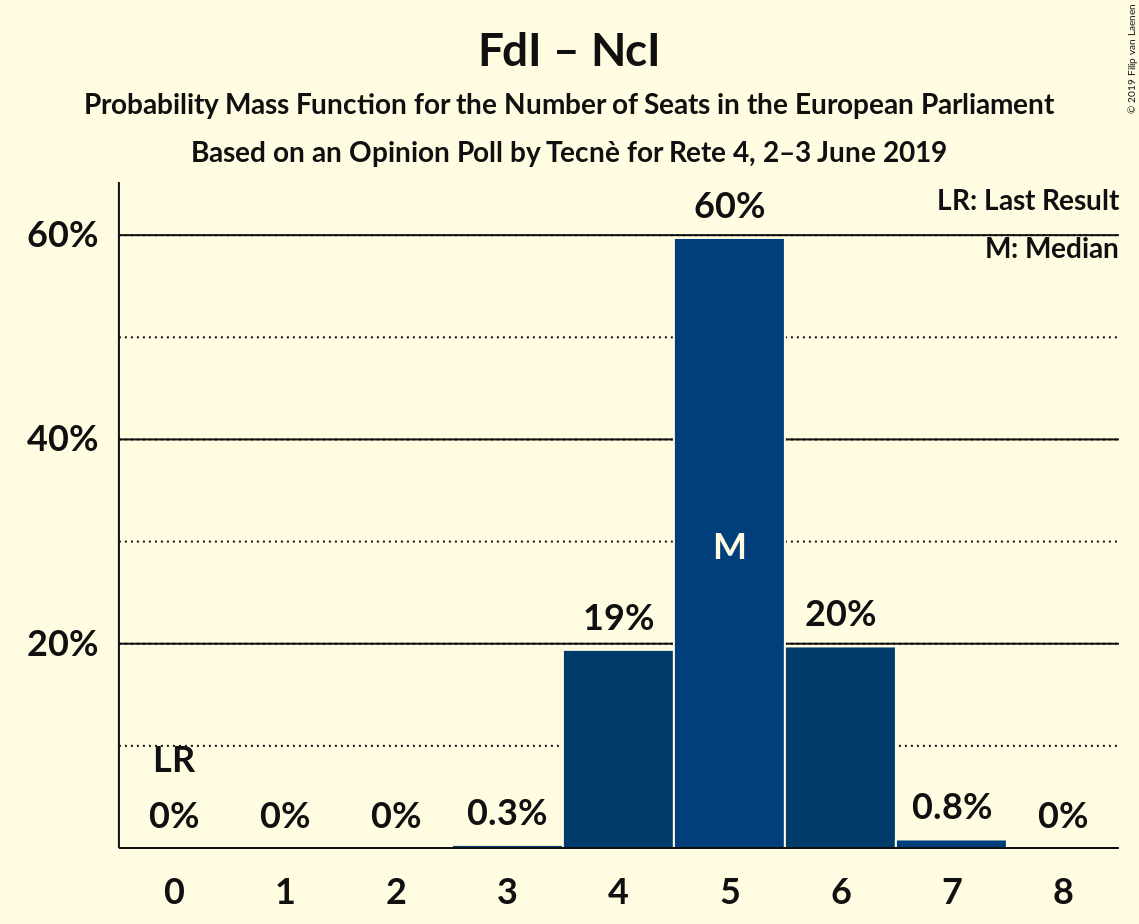 FdI – NcI
Probability Mass Function for the Number of Seats in the European Parliament
Based on an Opinion Poll by Tecnè for Rete 4, 2–3 June 2019
© 2019 Filip van Laenen
LR: Last Result
M: Median
60%
40%
20%
60%
M
19%
20%
LR
0%
0%
0%
0.3%
0.8%
0%
0 1 2 3 4 5 6 7 8